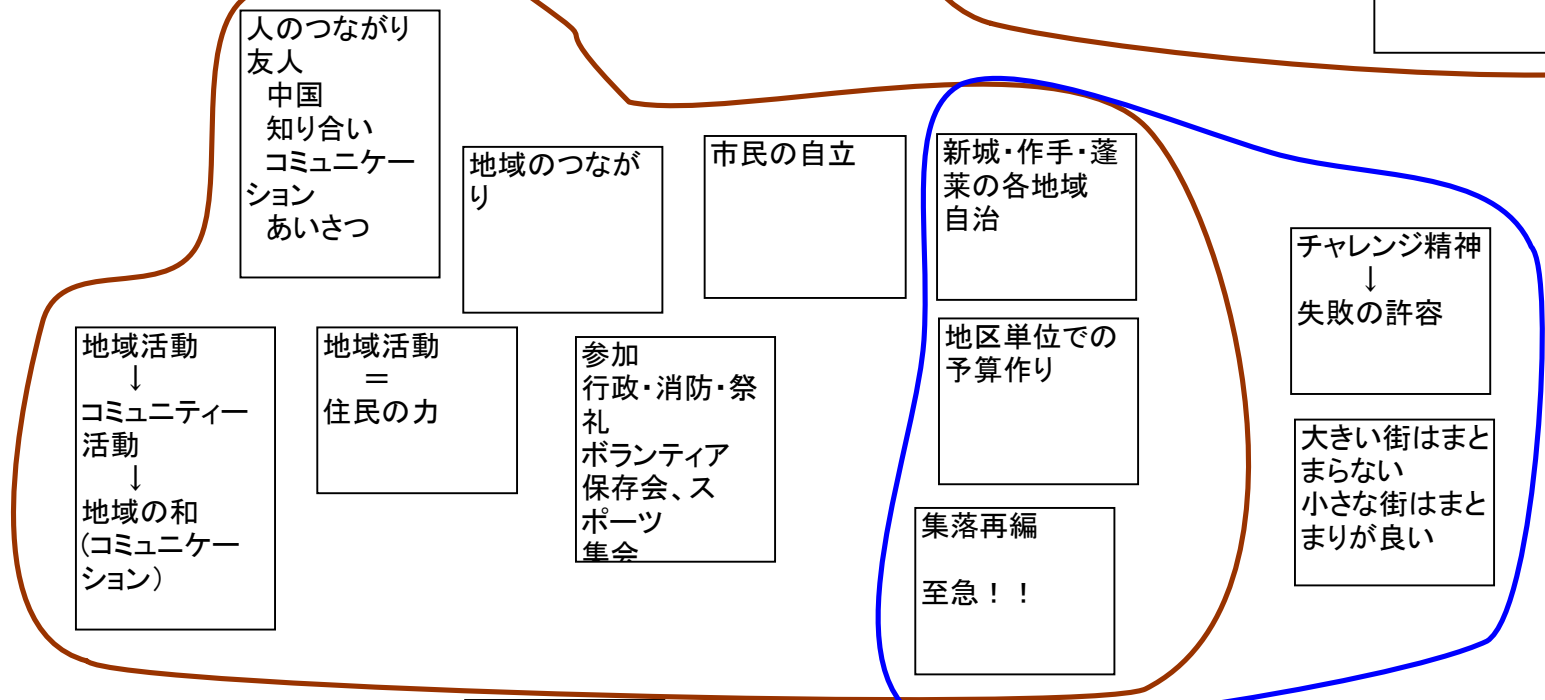 人のつながり
友人
中国
知り合い
コミュニケー
ション
あいさつ
地域のつなが
り
市民の自立
新城・作手・蓬
莱の各地域
自治
チャレンジ精神
↓
失敗の許容
地域活動
↓
コミュニティー
活動
↓
地域の和
(コミュニケー
ション)
地域活動
＝
住民の力
参加
行政・消防・祭
礼
ボランティア
保存会、ス
ポーツ
集会
地区単位での
予算作り
大きい街はまと
まらない
小さな街はまと
まりが良い
集落再編
至急！！